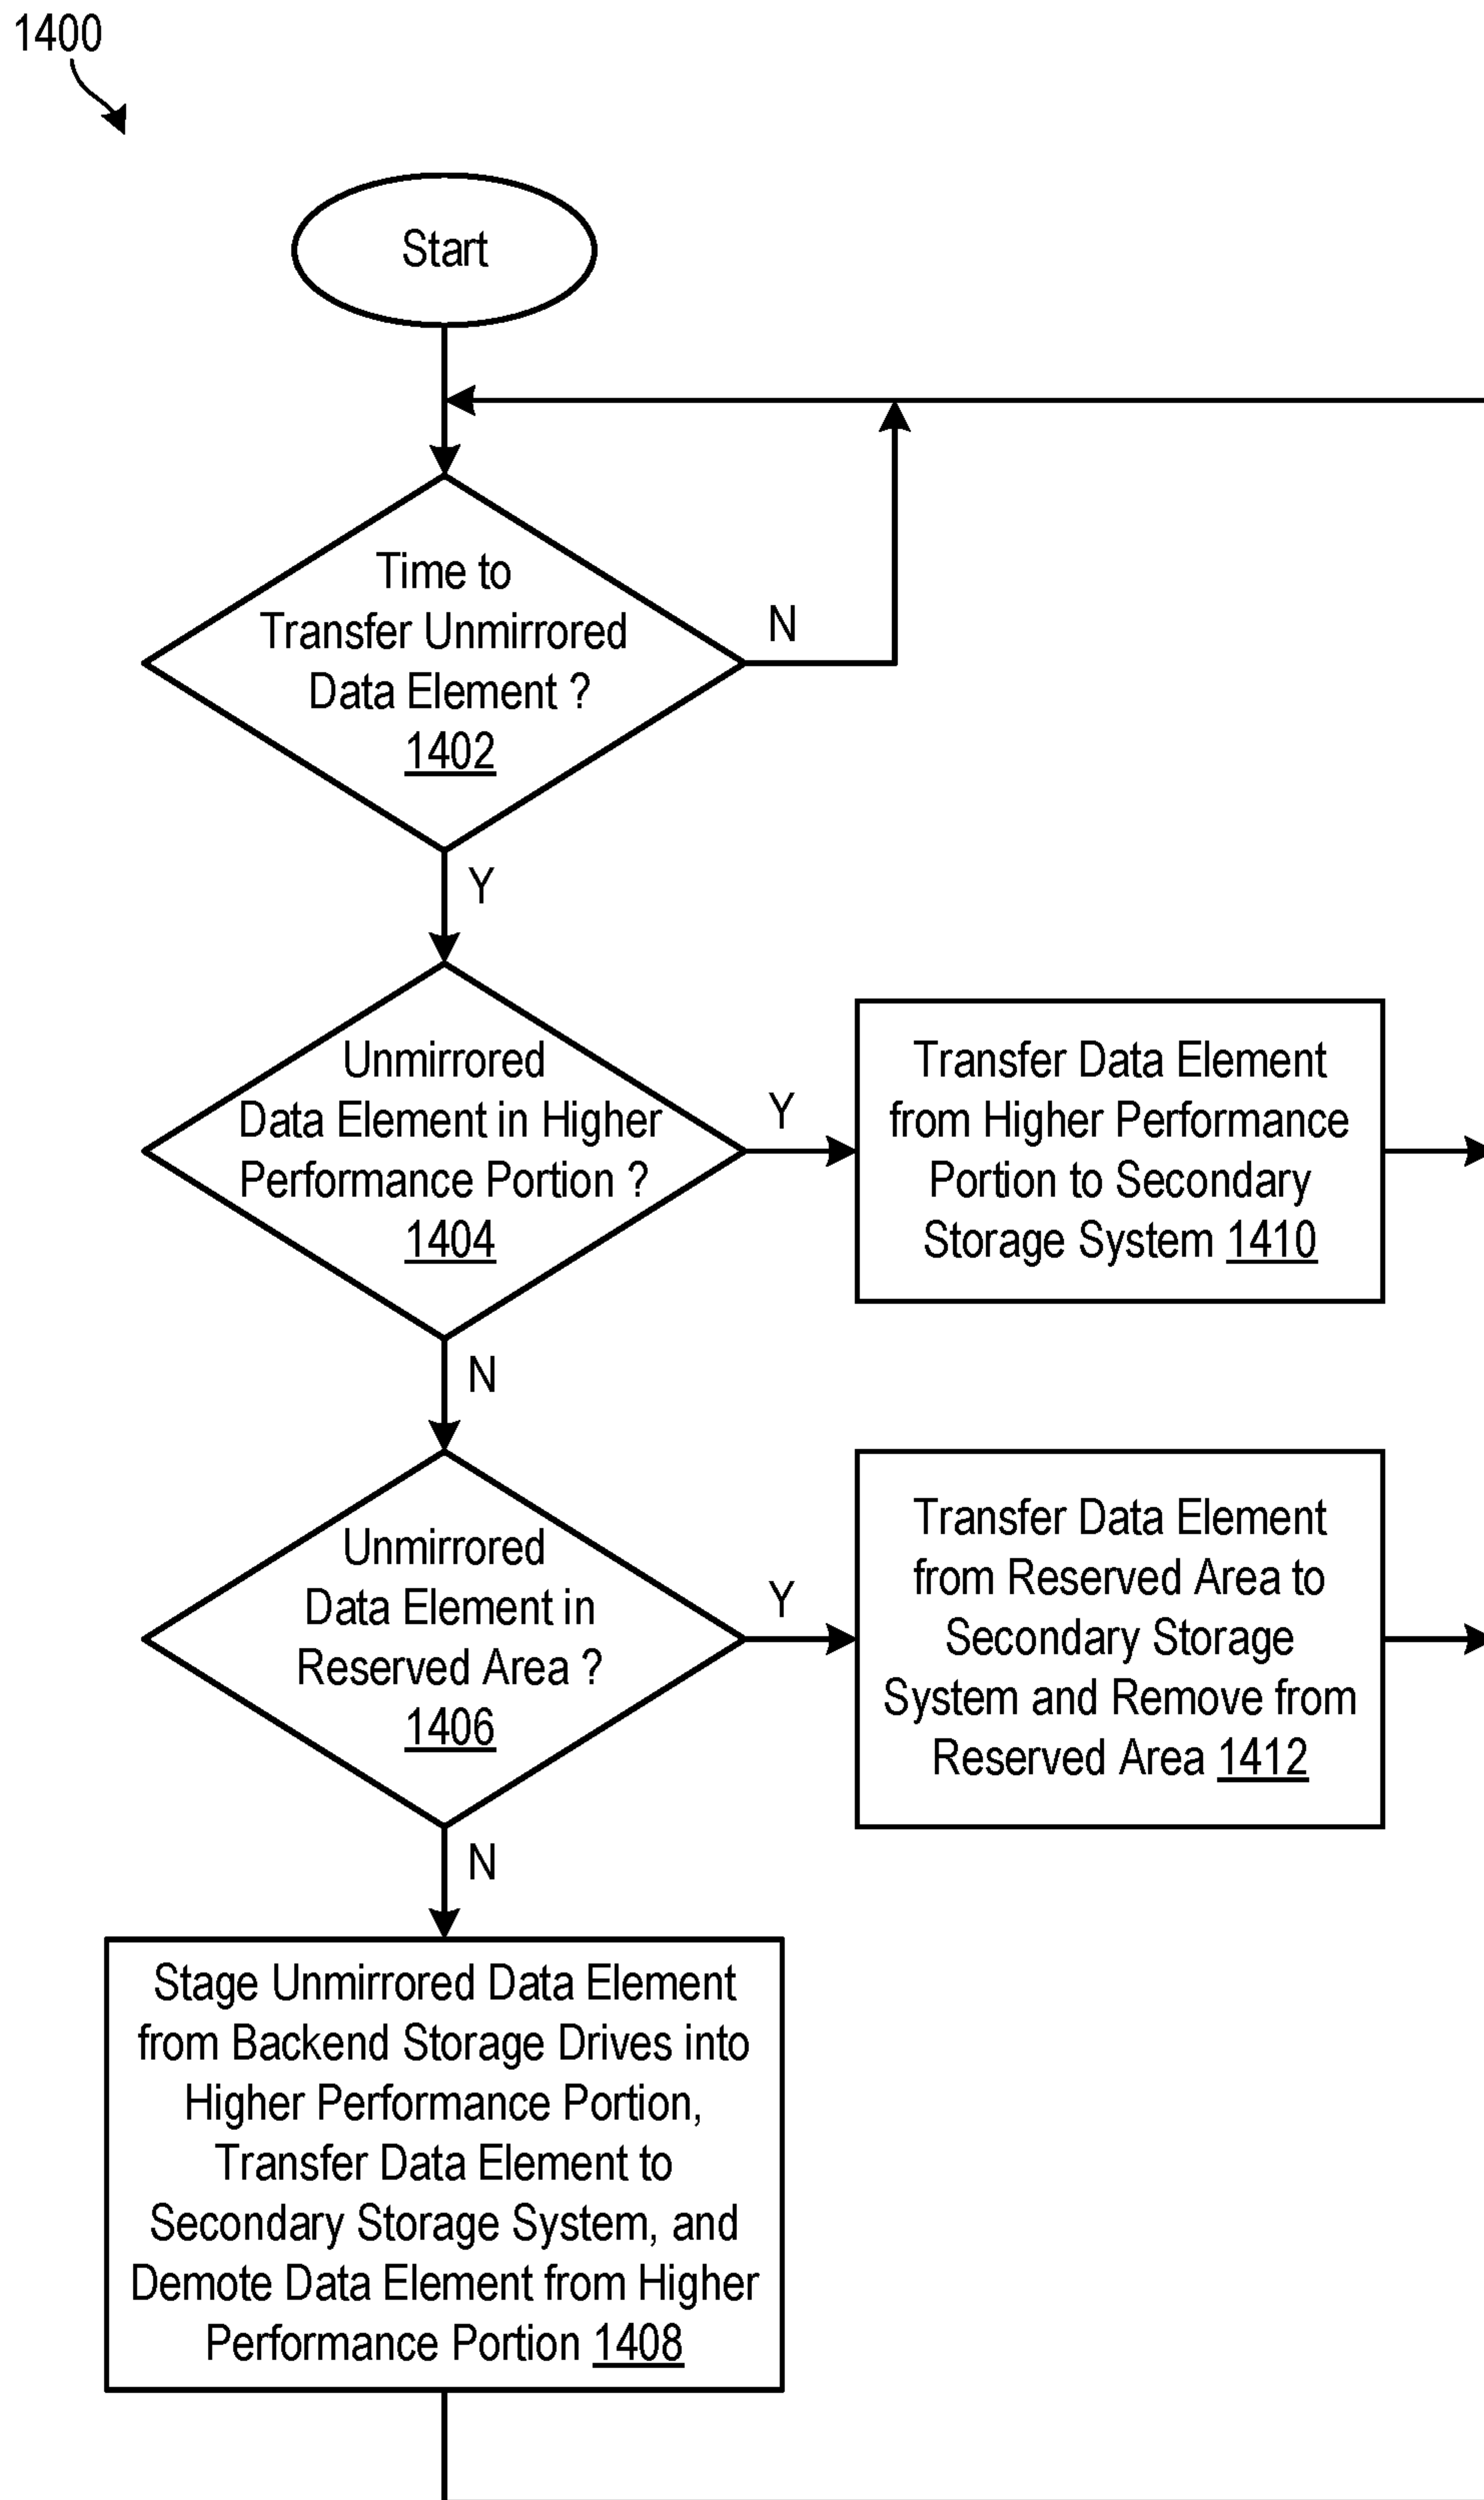 1400
Start
Time to
Transfer Unmirrored
Data Element ?
1402
N
Y
Unmirrored
Data Element in Higher
Performance Portion ?
1404
Y
Transfer Data Element
from Higher Performance
Portion to Secondary
Storage System 1410
N
Unmirrored
Data Element in
Reserved Area ?
1406
Y
Transfer Data Element
from Reserved Area to
Secondary Storage
System and Remove from
Reserved Area 1412
N
Stage Unmirrored Data Element
from Backend Storage Drives into
Higher Performance Portion,
Transfer Data Element to
Secondary Storage System, and
Demote Data Element from Higher
Performance Portion 1408